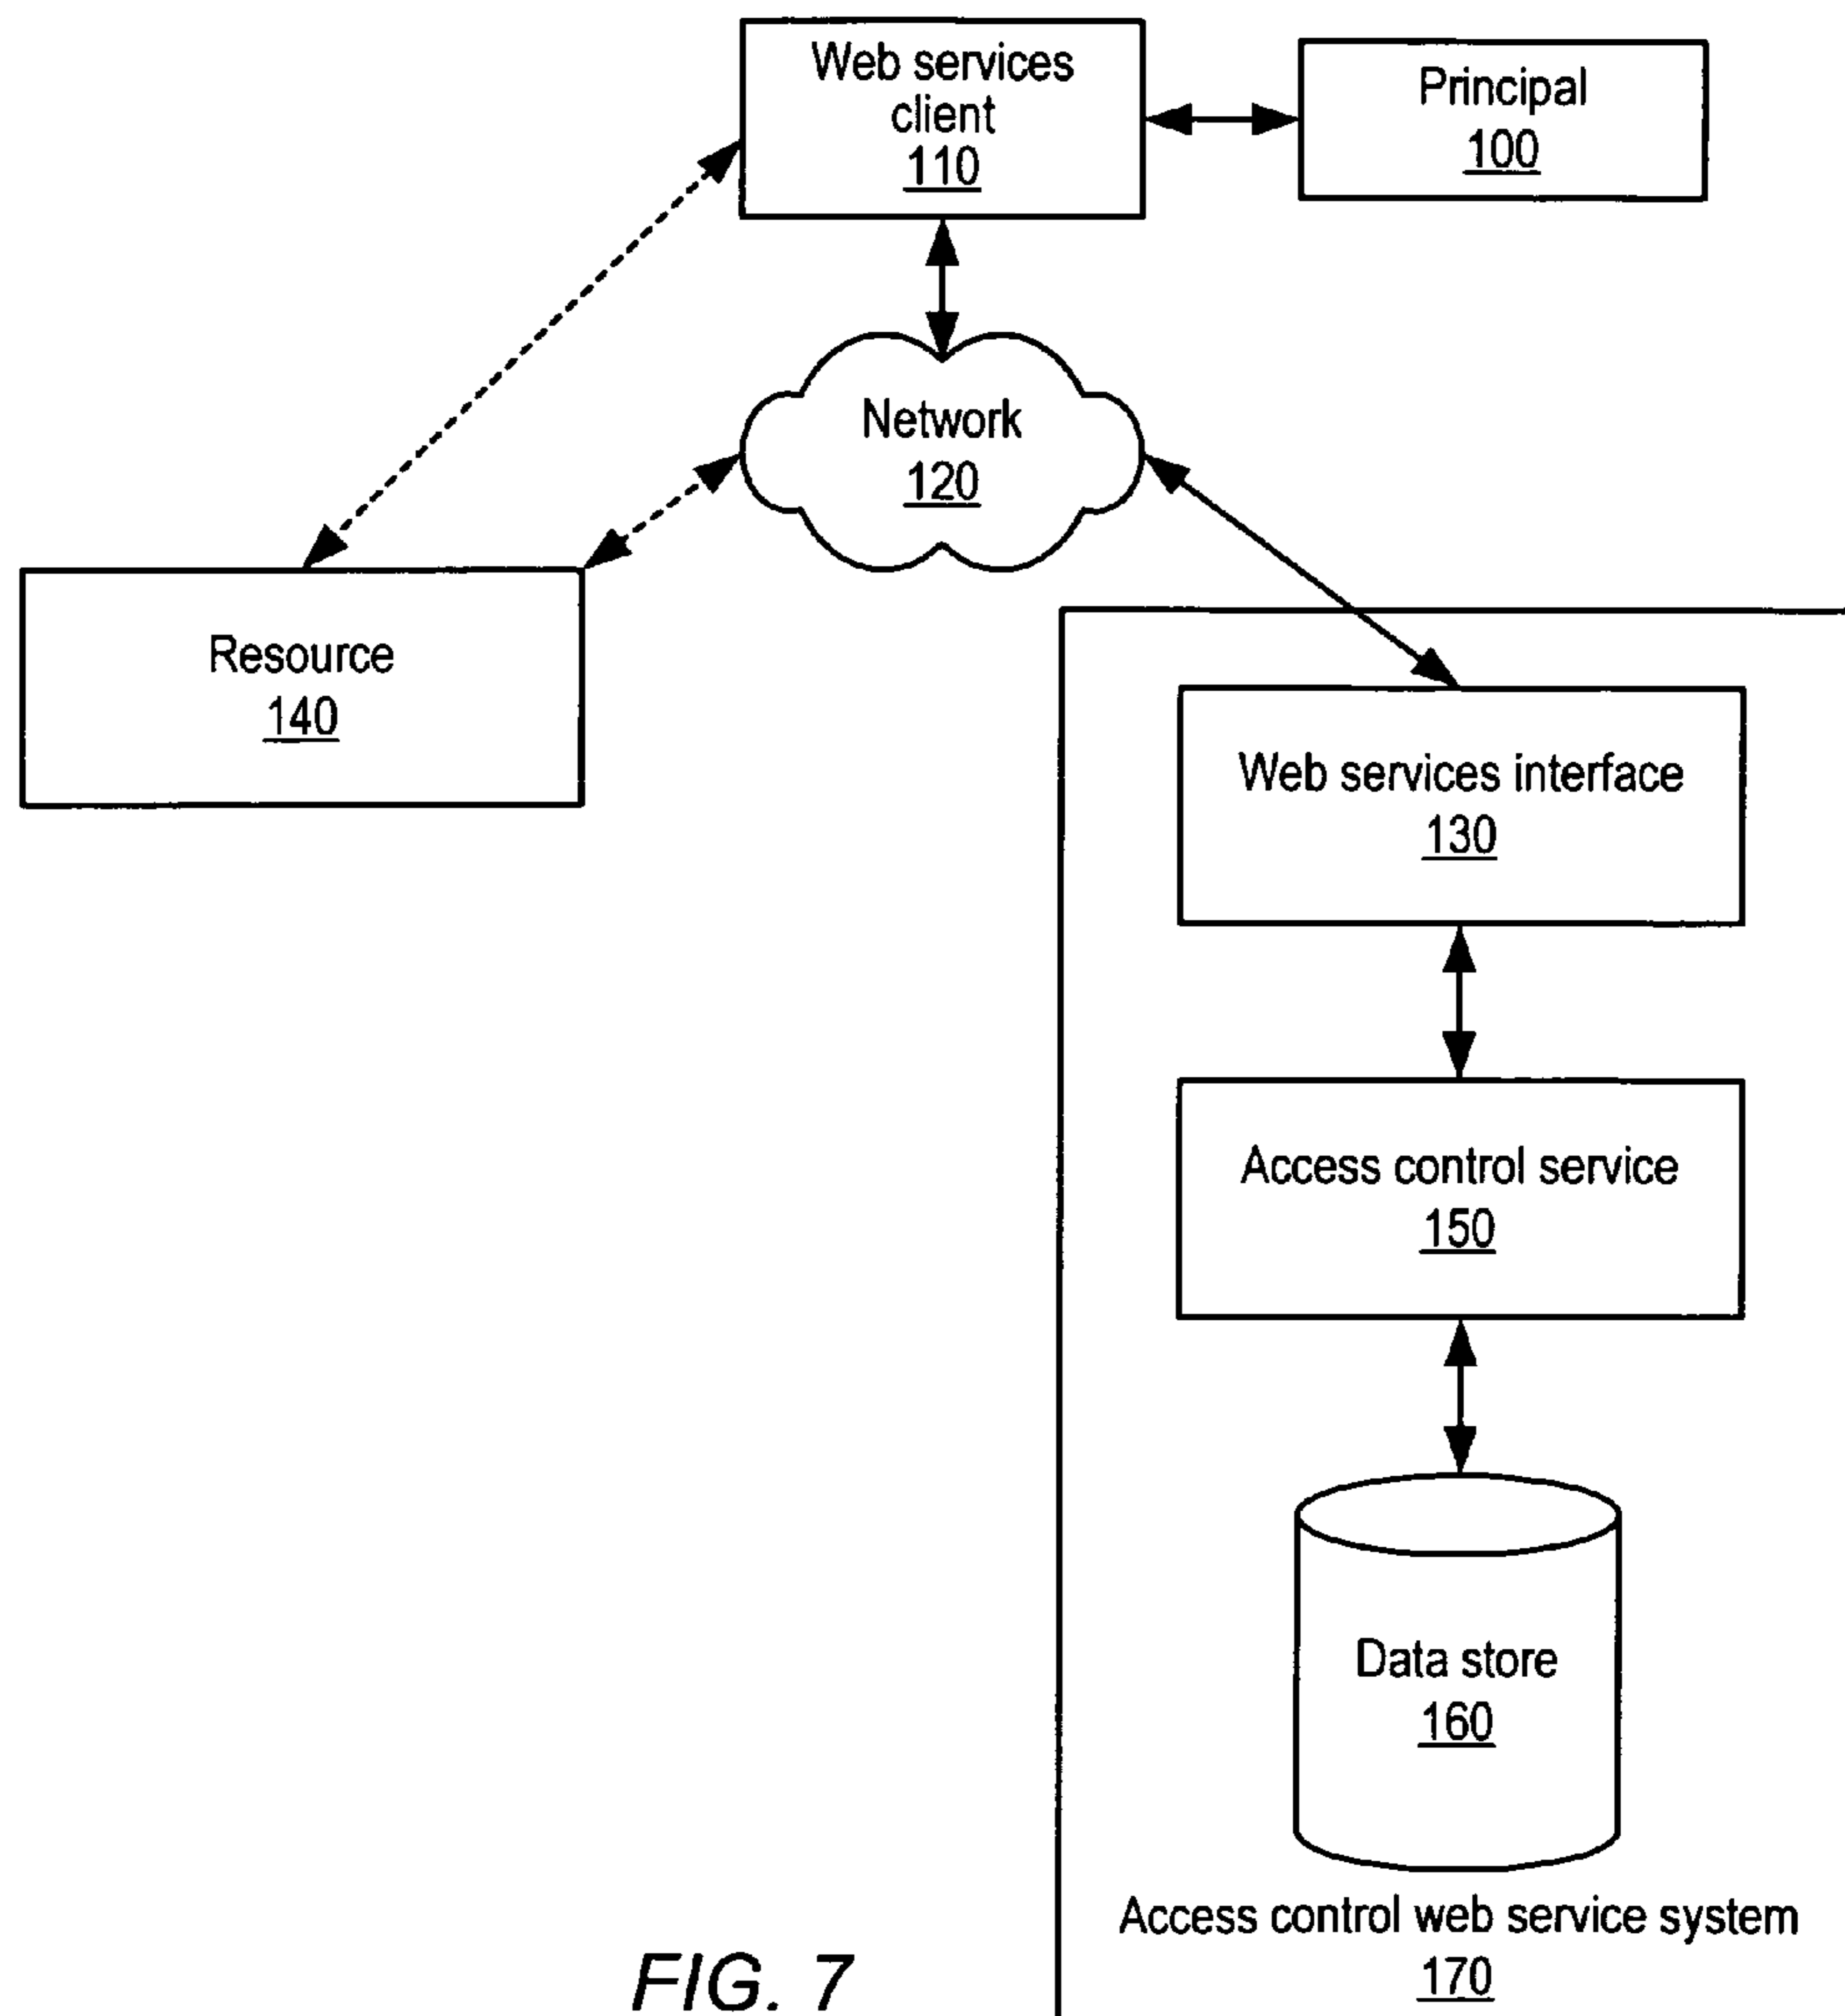 Web services
client
110
Principal
100
Network
120
Resource
140
Web services interface
130
Access control service
150
Data store
160
Access control web service system
170
FIG. 7